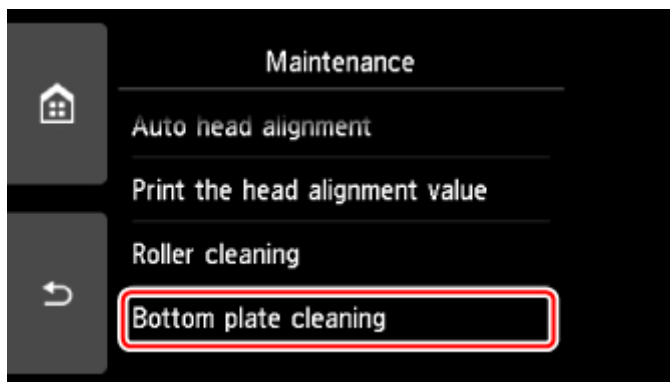 Maintenance
Auto head alignment
Print the head alignment value
Roller cleaning
Bottom plate cleaning